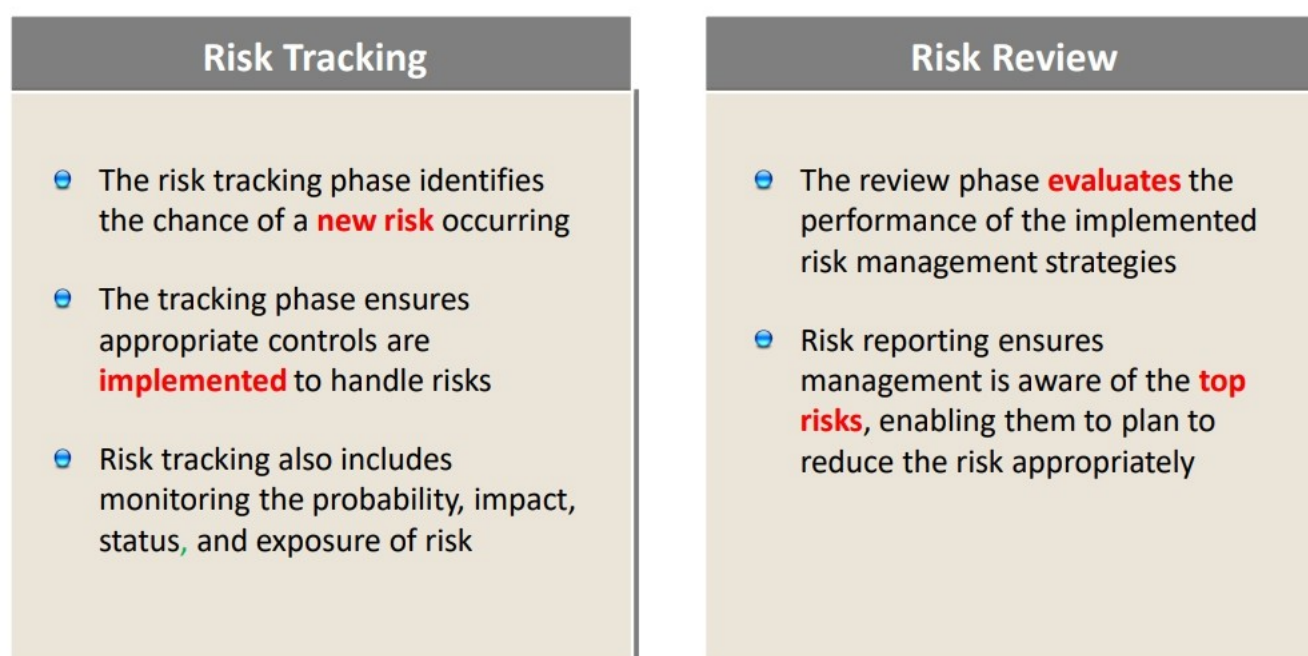 Risk Tracking
The risk tracking phase identifies
the chance of a new risk occurring
The tracking phase ensures
appropriate controls are
implemented to handle risks
Risk tracking also includes
monitoring the probability, impact,
status, and exposure of risk
Risk Review
The review phase evaluates the
performance of the implemented
risk management strategies
Risk reporting ensures
management is aware of the top
risks, enabling them to plan to
reduce the risk appropriately